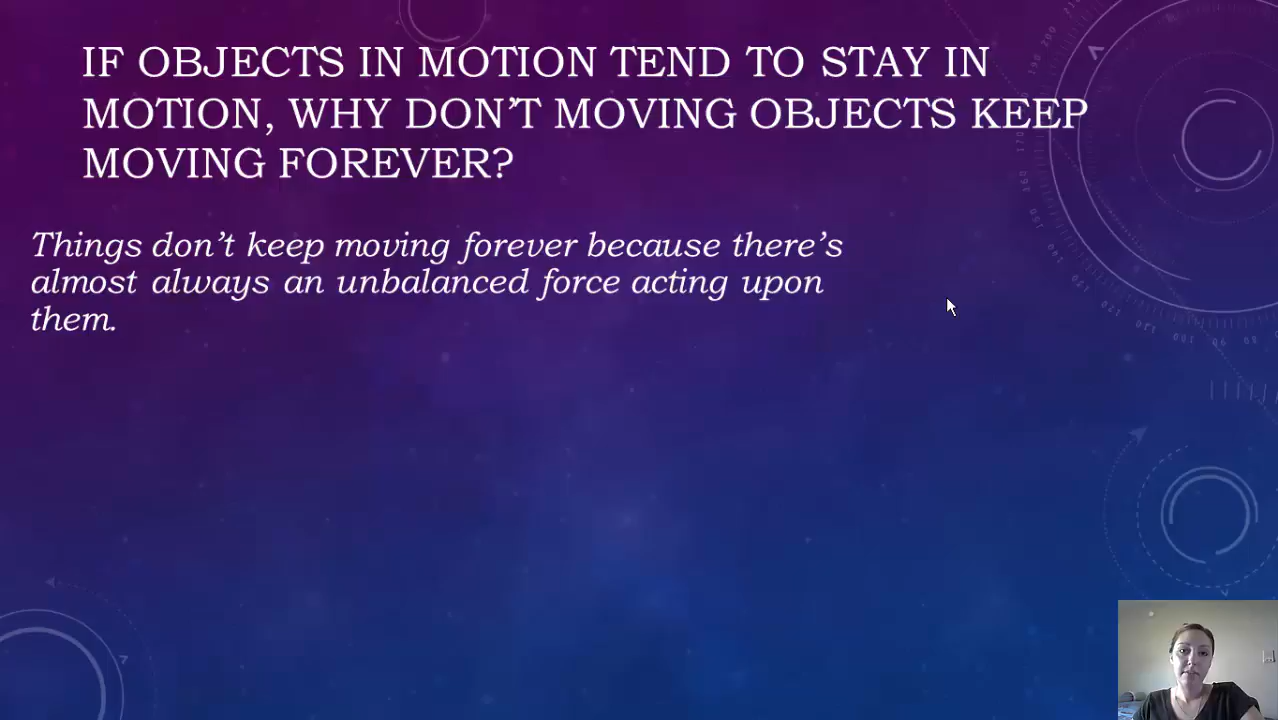 IF OBJECTS IN MOTION TEND TO STAY IN
MOTION, WHY DON'T MOVING OBJECTS KEEP
MOVING FOREVER?
Things don't keep moving forever because there's
almost always an unbalanced force acting upon
them.